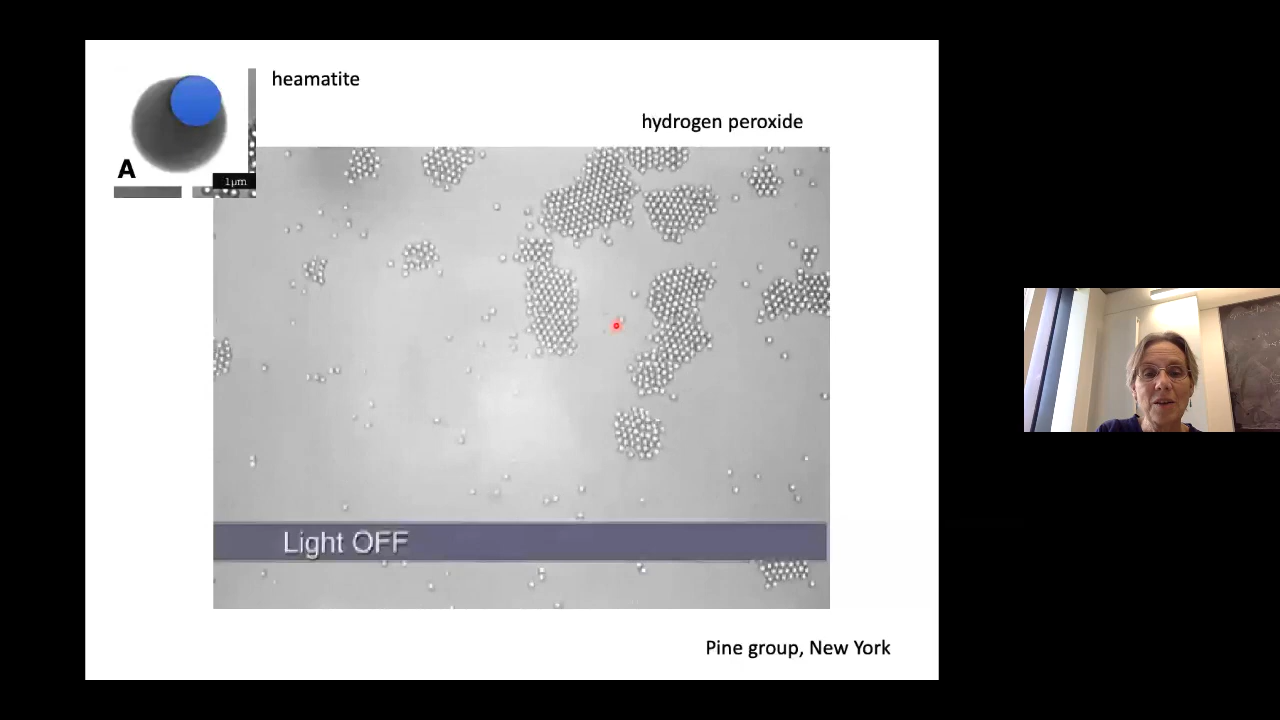 heamatite
hydrogen peroxide
A
1μm
Light OFF
Pine group, New York